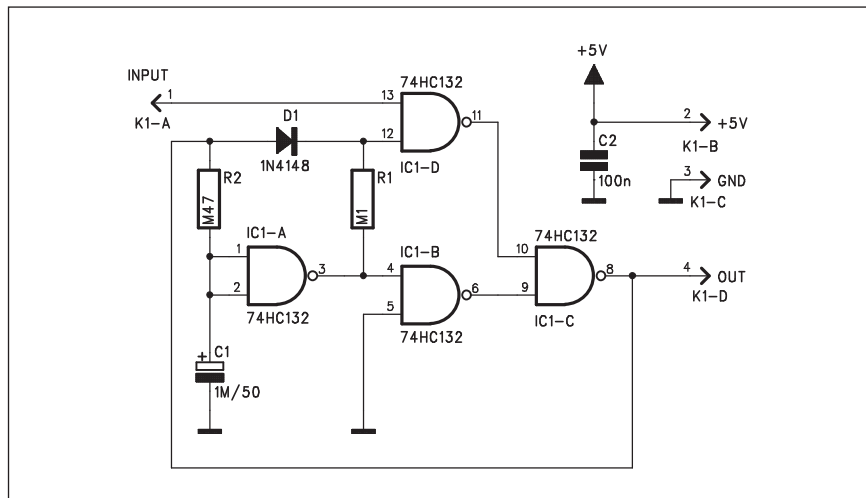 INPUT
1
K1-A
D1
1N4148
74HC132
13
12
11
IC1-D
+5V
2
+5V
K1-B
C2
100n
3
GND
K1-C
R2
M47
R1
M1
IC1-A
1
2
3
74HC132
IC1-B
4
5
6
74HC132
74HC132
10
9
8
IC1-C
4
OUT
K1-D
C1
+
1M/50